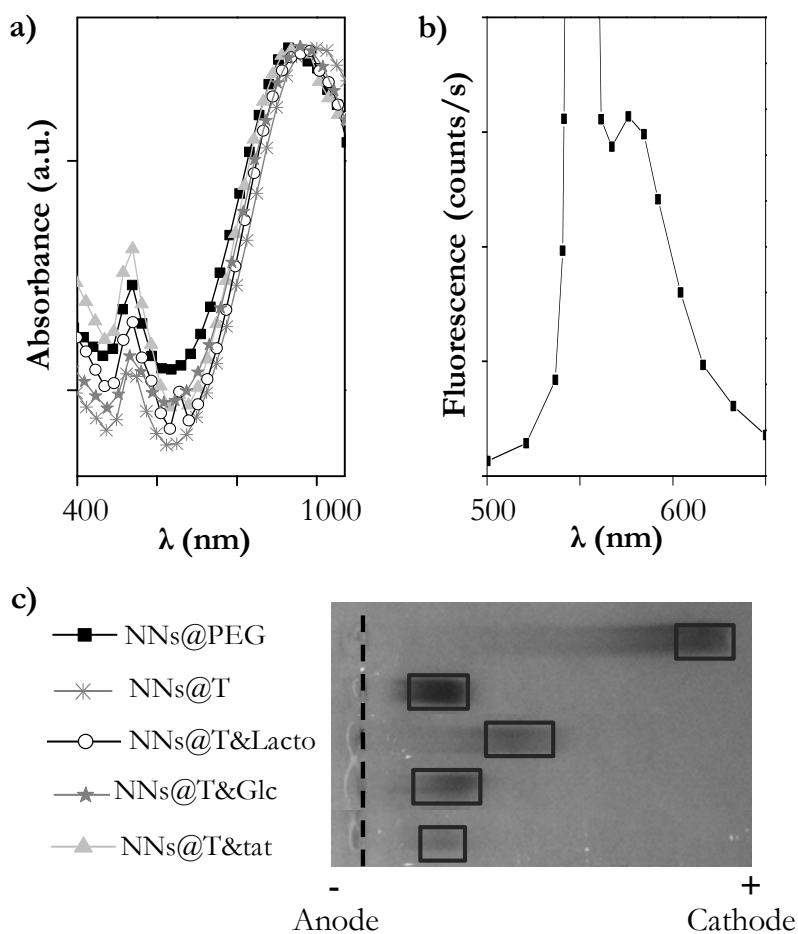 a)
Absorbance (a.u.)
400
1000
λ (nm)
b)
Fluorescence (counts/s)
500
600
λ (nm)
c)
NNs@PEG
NNs@T
NNs@T&Lacto
NNs@T&Glc
NNs@T&tat
- +
Anode Cathode